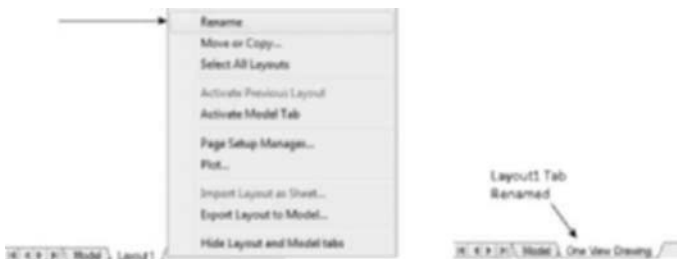 Rename
Move or Copy...
Select All Layouts
Activate Previous Layout
Activate Model Tab
Page Setup Manager...
Plot...
Import Layout as Sheet...
Export Layout to Model...
Hide Layout and Model tabs
Model Layout1
Layout1 Tab
Renamed
Model One View Drawing